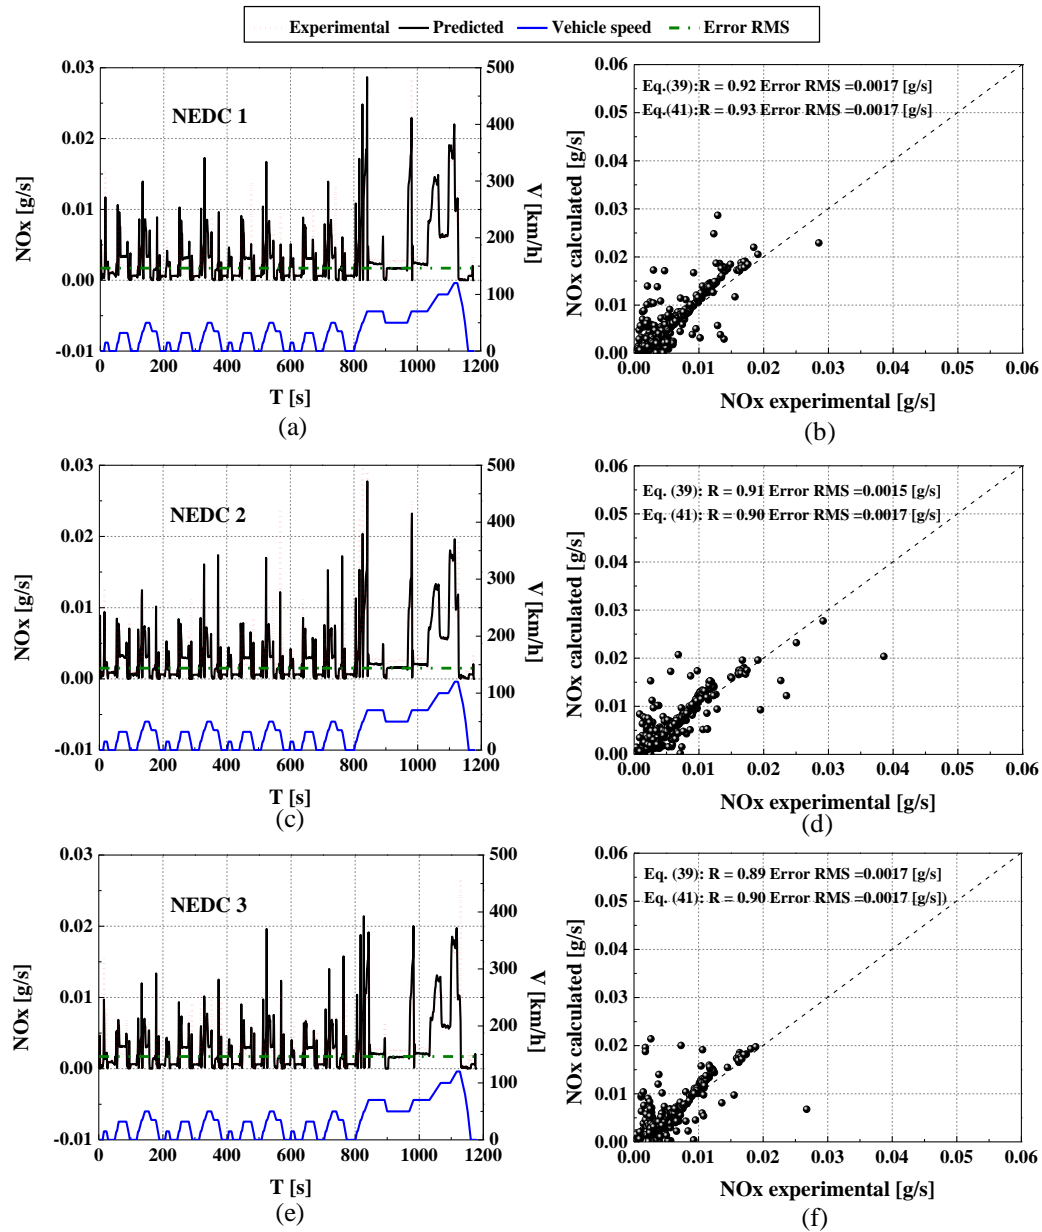 Experimental Predicted Vehicle speed Error RMS
0.03
0.02
0.01
0.00
-0.01
NOx [g/s]
NEDC 1
500
400
300
200
100
0
V [km/h]
0 200 400 600 800 1000 1200
T [s]
(a)
0.06
0.05
0.04
0.03
0.02
0.01
0.00
NOx calculated [g/s]
Eq.(39):R = 0.92 Error RMS =0.0017 [g/s]
Eq.(41):R = 0.93 Error RMS =0.0017 [g/s]
0.00 0.01 0.02 0.03 0.04 0.05 0.06
NOx experimental [g/s]
(b)
0.03
0.02
0.01
0.00
-0.01
NOx [g/s]
NEDC 2
500
400
300
200
100
0
V [km/h]
0 200 400 600 800 1000 1200
T [s]
(c)
0.06
0.05
0.04
0.03
0.02
0.01
0.00
NOx calculated [g/s]
Eq. (39): R = 0.91 Error RMS =0.0015 [g/s]
Eq. (41): R = 0.90 Error RMS =0.0017 [g/s]
0.00 0.01 0.02 0.03 0.04 0.05 0.06
NOx experimental [g/s]
(d)
0.03
0.02
0.01
0.00
-0.01
NOx [g/s]
NEDC 3
500
400
300
200
100
0
V [km/h]
0 200 400 600 800 1000 1200
T [s]
(e)
0.06
0.05
0.04
0.03
0.02
0.01
0.00
NOx calculated [g/s]
Eq. (39): R = 0.89 Error RMS =0.0017 [g/s]
Eq. (41): R = 0.90 Error RMS =0.0017 [g/s])
0.00 0.01 0.02 0.03 0.04 0.05 0.06
NOx experimental [g/s]
(f)